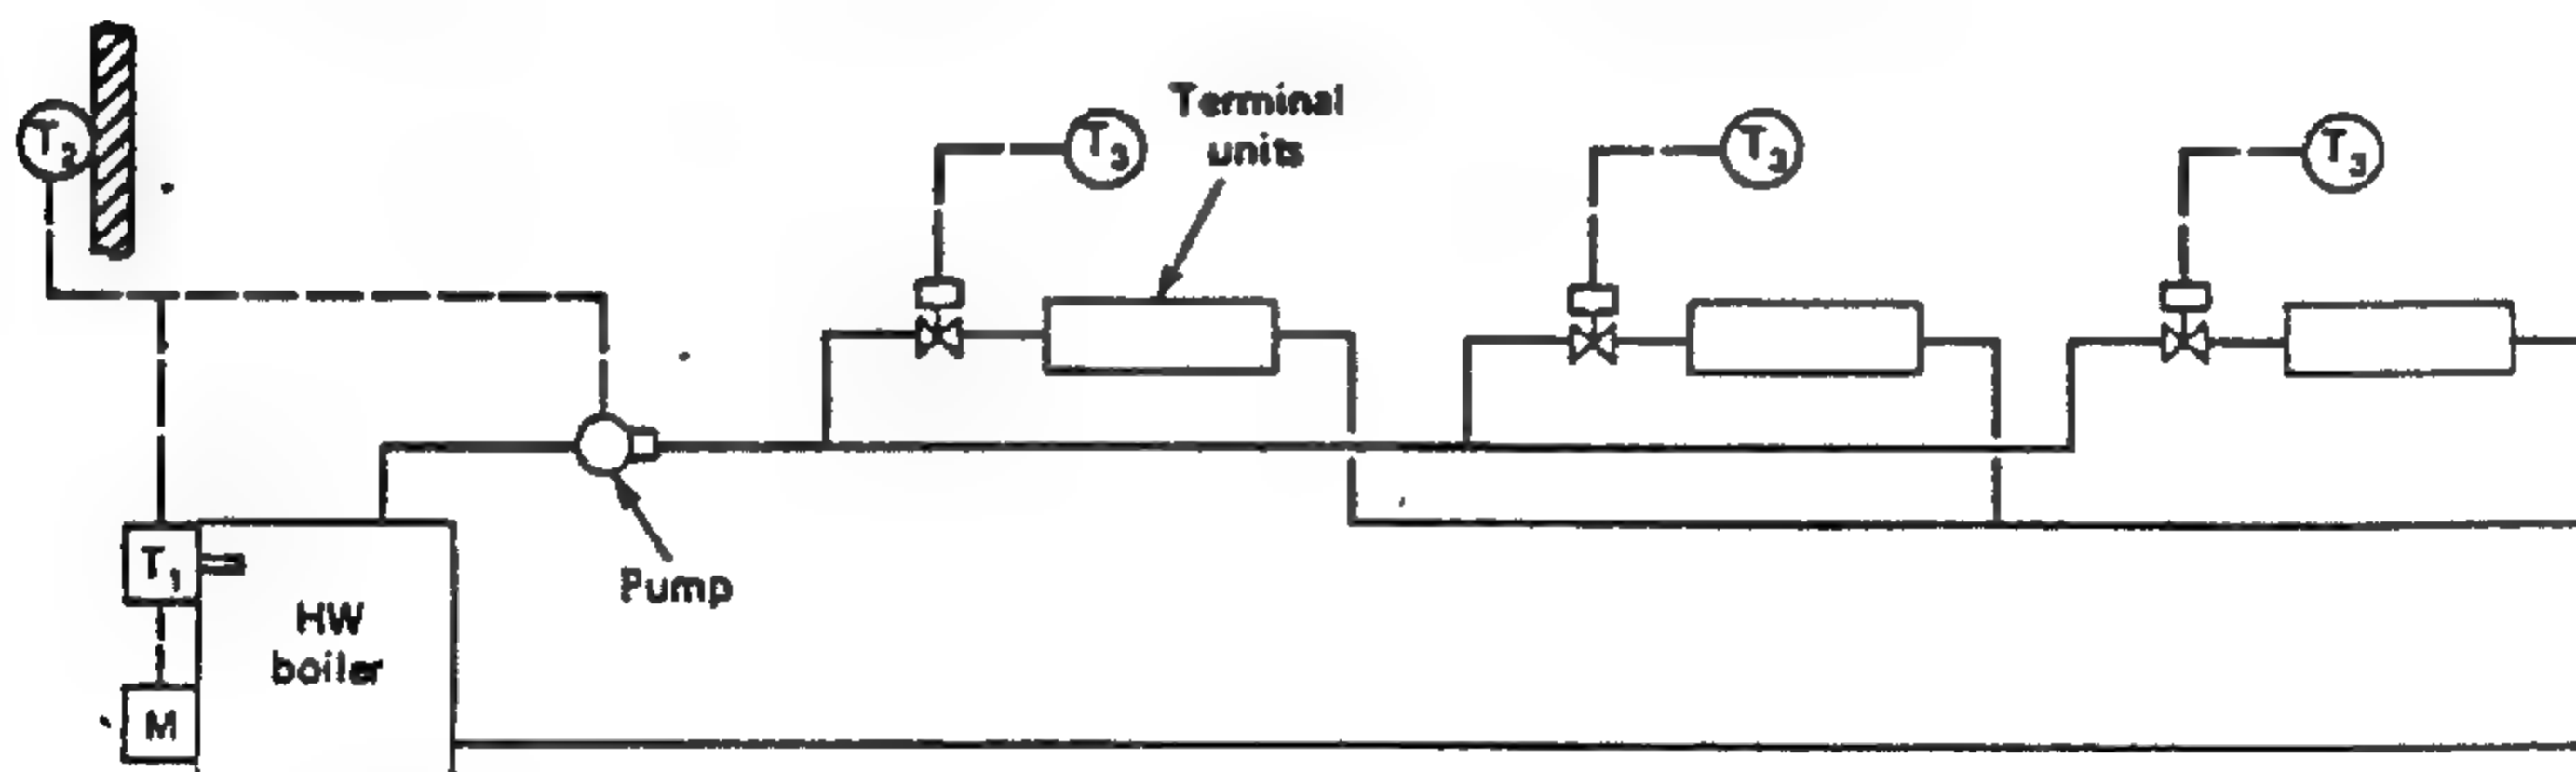 T2
T3
Terminal
units
T3
T3
Pump
T1
HW
boiler
M